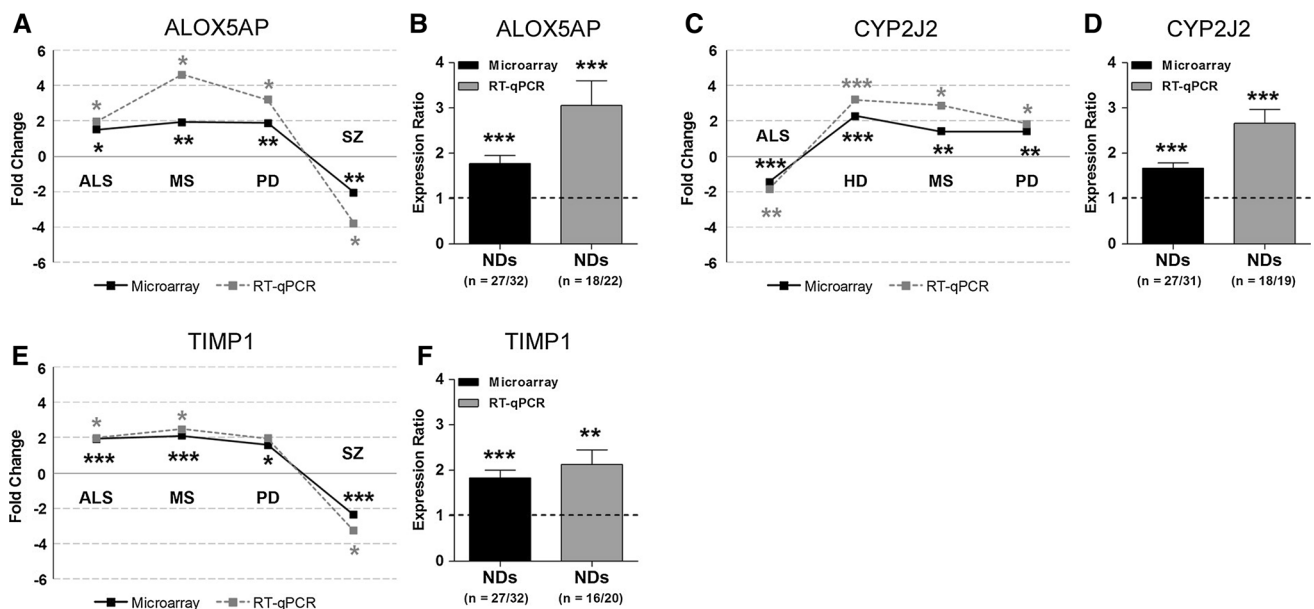 A
ALOX5AP
6
4
2
0
-2
-4
-6
Fold Change
* * *
* ** **
SZ
**
*
ALS MS PD
Microarray RT-qPCR
B
ALOX5AP
4
3
2
1
0
Expression Ratio
Microarray
RT-qPCR
*** ***
NDs NDs
(n = 27/32) (n = 18/22)
C
CYP2J2
6
4
2
0
-2
-4
-6
Fold Change
*** * *
ALS
*** *** ** **
**
HD MS PD
Microarray RT-qPCR
D
CYP2J2
4
3
2
1
0
Expression Ratio
Microarray
RT-qPCR
*** ***
NDs NDs
(n = 27/31) (n = 18/19)
E
TIMP1
6
4
2
0
-2
-4
-6
Fold Change
* *
*** *** *
SZ
***
*
ALS MS PD
Microarray RT-qPCR
F
TIMP1
4
3
2
1
0
Expression Ratio
Microarray
RT-qPCR
*** **
NDs NDs
(n = 27/32) (n = 16/20)